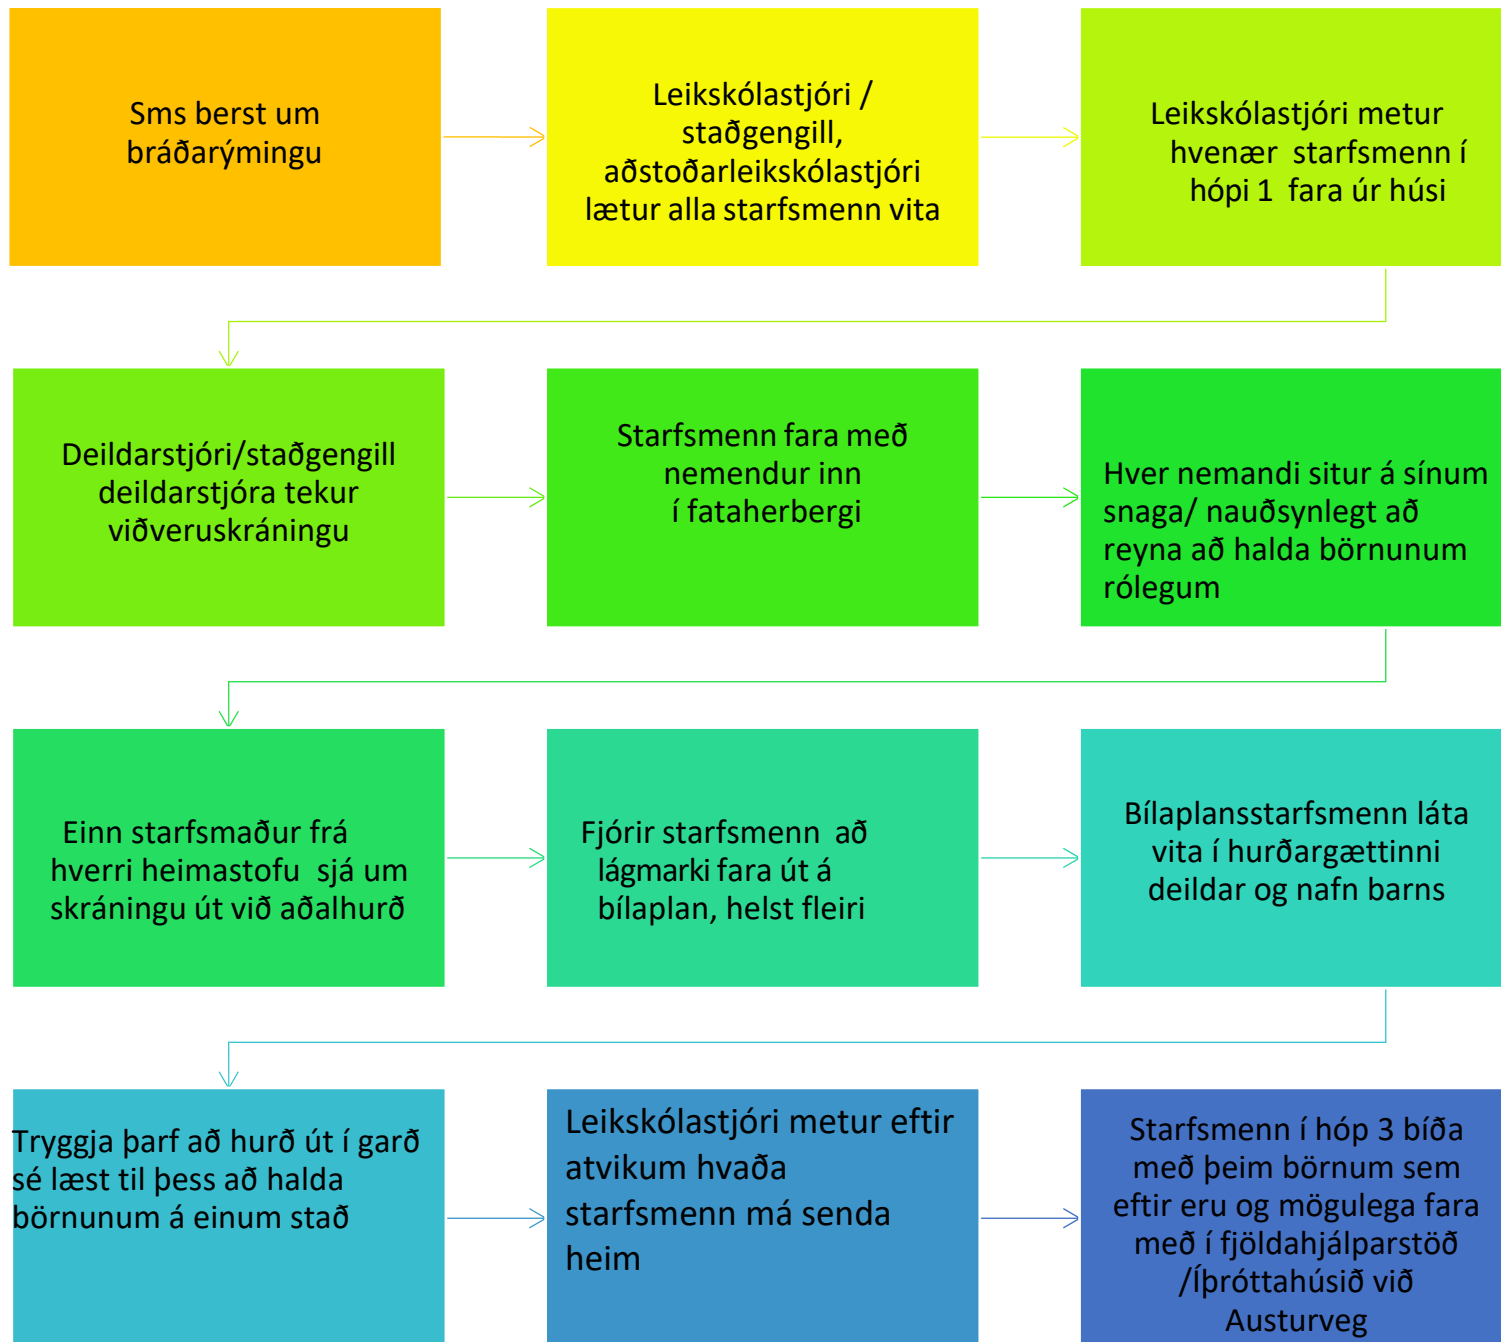 Sms berst um
bráðarýmingu
Leikskólastjóri /
staðgengill,
aðstoðarleikskólastjóri
lætur alla starfsmenn vita
Leikskólastjóri metur
hvenær starfsmenn í
hópi 1 fara úr húsi
Deildarstjóri/staðgengill
deildarstjóra tekur
viðveruskráningu
Starfsmenn fara með
nemendur inn
í fataherbergi
Hver nemandi situr á sínum
snaga/ nauðsynlegt að
reyna að halda börnunum
rólegum
Einn starfsmaður frá
hverri heimastofu sjá um
skráningu út við aðalhurð
Fjórir starfsmenn að
lágmarki fara út á
bílaplan, helst fleiri
Bílaplansstarfsmenn láta
vita í hurðargættinni
deildar og nafn barns
Tryggja þarf að hurð út í garð
sé læst til þess að halda
börnunum á einum stað
Leikskólastjóri metur eftir
atvikum hvaða
starfsmenn má senda
heim
Starfsmenn í hóp 3 bíða
með þeim börnum sem
eftir eru og mögulega fara
með í fjöldahjálparstöð
/Íþróttahúsið við
Austurveg